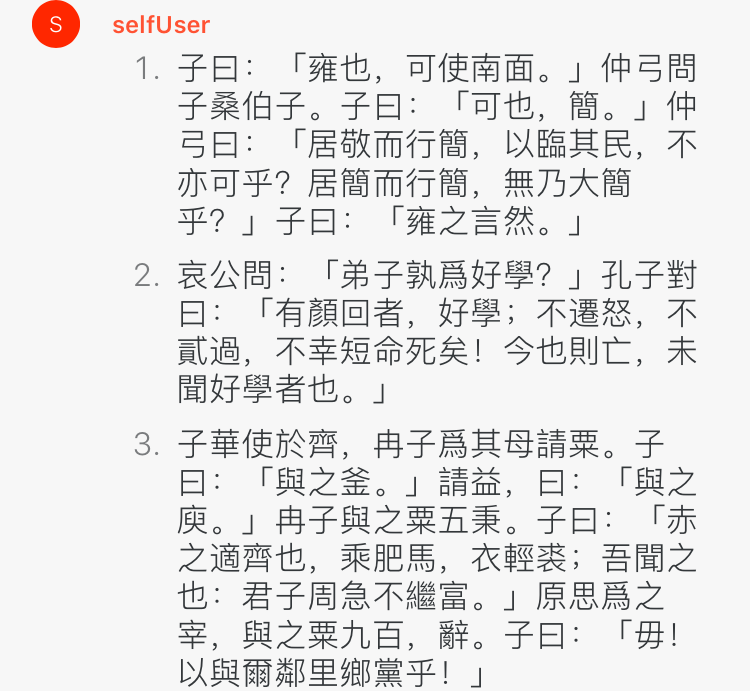 S
selfUser
1. 子曰：「雍也，可使南面。」仲弓問
子桑伯子。子曰：「可也，簡。」仲
弓曰：「居敬而行簡，以臨其民，不
亦可乎？居簡而行簡，無乃大簡
乎？」子曰：「雍之言然。」
2. 哀公問：「弟子孰爲好學？」孔子對
曰：「有顏回者，好學；不遷怒，不
貳過，不幸短命死矣！今也則亡，未
聞好學者也。」
3. 子華使於齊，冉子爲其母請粟。子
曰：「與之釜。」請益，曰：「與之
庾。」冉子與之粟五秉。子曰：「赤
之適齊也，乘肥馬，衣輕裘；吾聞之
也：君子周急不繼富。」原思爲之
宰，與之粟九百，辭。子曰：「毋！
以與爾鄰里鄉黨乎！」